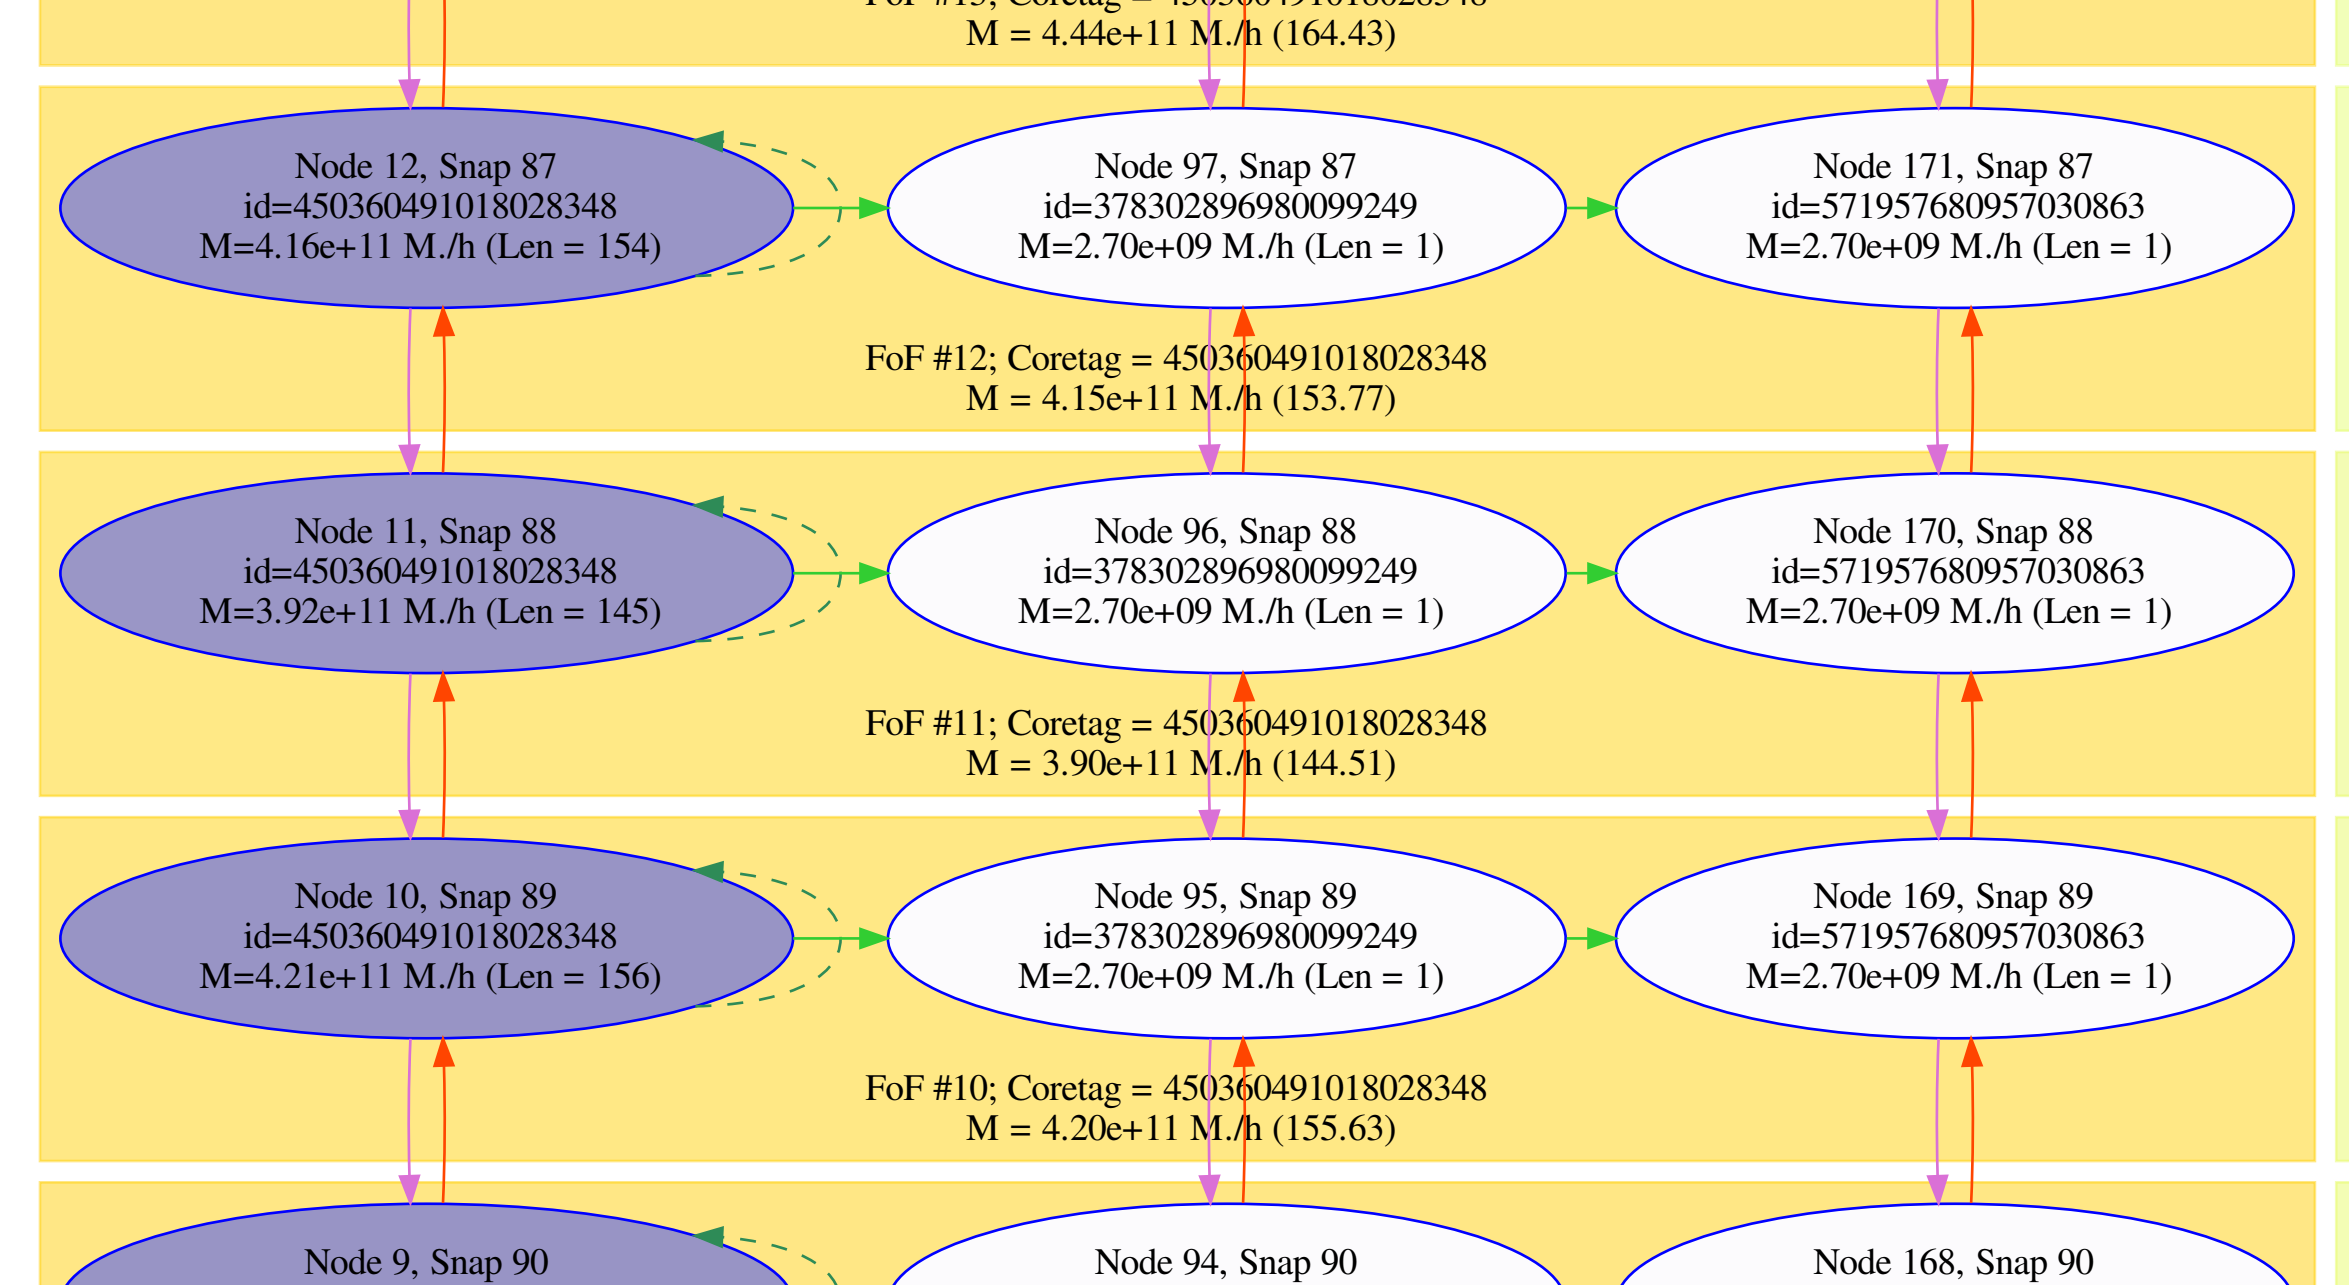 FoF #13; Coretag = 450360491018028348
M = 4.44e+11 M./h (164.43)
Node 12, Snap 87
id=450360491018028348
M=4.16e+11 M./h (Len = 154)
Node 97, Snap 87
id=378302896980099249
M=2.70e+09 M./h (Len = 1)
Node 171, Snap 87
id=571957680957030863
M=2.70e+09 M./h (Len = 1)
FoF #12; Coretag = 450360491018028348
M = 4.15e+11 M./h (153.77)
Node 11, Snap 88
id=450360491018028348
M=3.92e+11 M./h (Len = 145)
Node 96, Snap 88
id=378302896980099249
M=2.70e+09 M./h (Len = 1)
Node 170, Snap 88
id=571957680957030863
M=2.70e+09 M./h (Len = 1)
FoF #11; Coretag = 450360491018028348
M = 3.90e+11 M./h (144.51)
Node 10, Snap 89
id=450360491018028348
M=4.21e+11 M./h (Len = 156)
Node 95, Snap 89
id=378302896980099249
M=2.70e+09 M./h (Len = 1)
Node 169, Snap 89
id=571957680957030863
M=2.70e+09 M./h (Len = 1)
FoF #10; Coretag = 450360491018028348
M = 4.20e+11 M./h (155.63)
Node 9, Snap 90
Node 94, Snap 90
Node 168, Snap 90